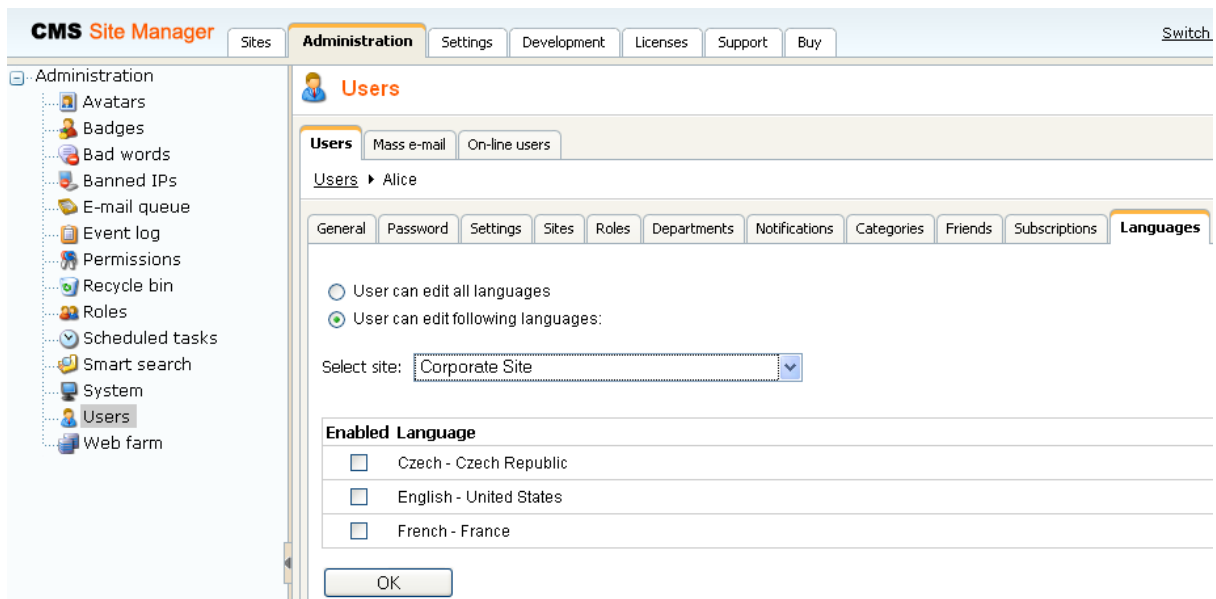 CMS Site Manager
Sites Administration Settings Development Licenses Support Buy
Switch
Administration
Avatars
Badges
Bad words
Banned IPs
E-mail queue
Event log
Permissions
Recycle bin
Roles
Scheduled tasks
Smart search
System
Users
Web farm
Users
Users Mass e-mail On-line users
Users Alice
General Password Settings Sites Roles Departments Notifications Categories Friends Subscriptions Languages
User can edit all languages
User can edit following languages:
Select site: Corporate Site
Enabled Language
Czech - Czech Republic
English - United States
French - France
OK